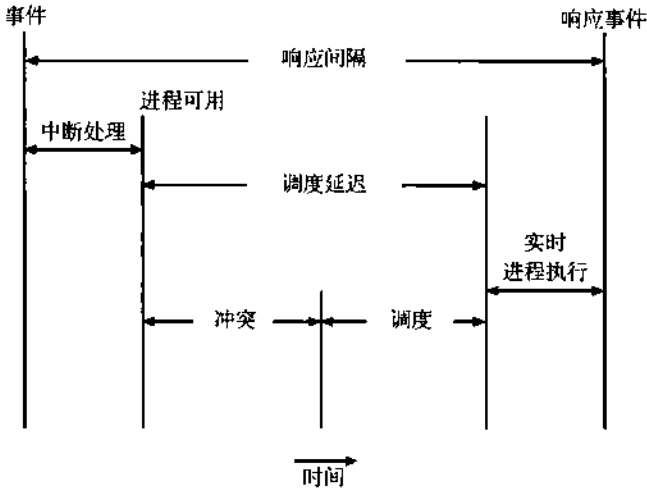 事件
响应事件
响应间隔
进程可用
中断处理
调度延迟
实时
进程执行
冲突
调度
时间